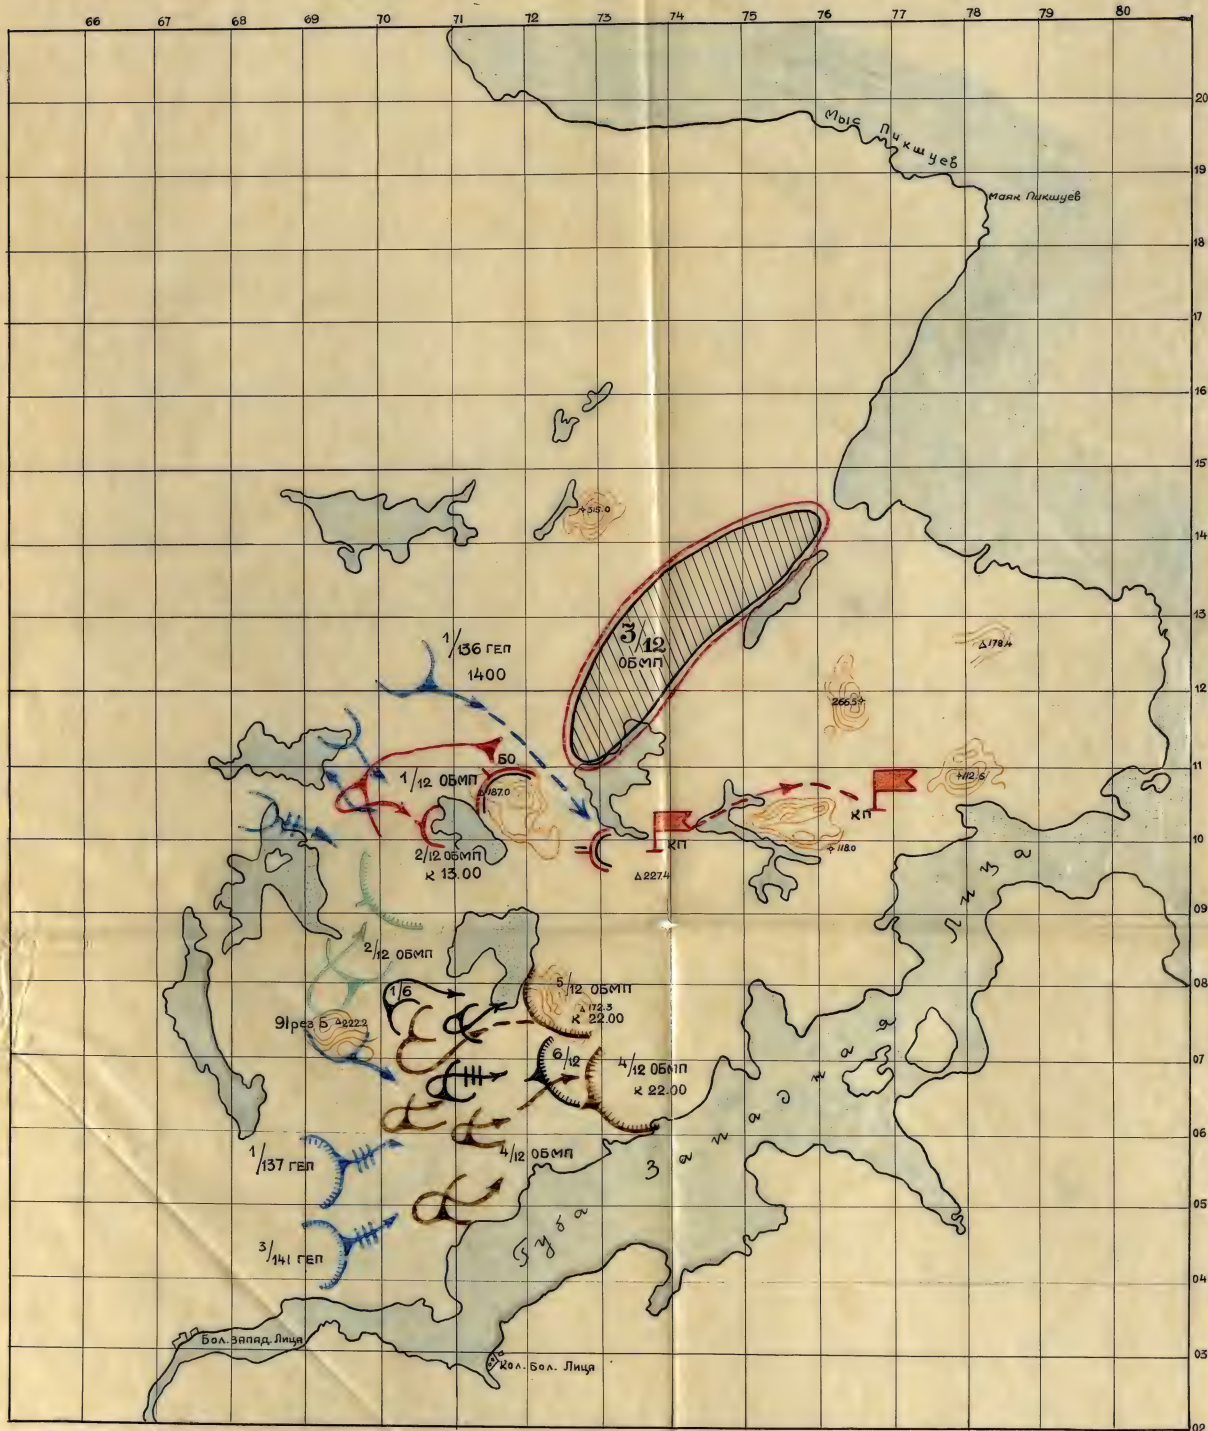 66 67 68 69 70 71 72 73 74 75 76 77 78 79 80
20
Мыс Пикшуев
19
Маяк Пикшуев
18
17
16
15
+315.0
14
13
3/12
ОБМП
1/136 ГЕП
1400
△178.4
12
266.5+
БО
11
1/12 ОБМП
△187.0
+112.6
КП
2/12 ОБМП
к 13.00
КП
10
+118.0
△227.4
09
2/12 ОБМП
5/12 ОБМП
08
1/6
△172.3
к 22.00
91рез Б △222.2
07
6/12
4/12 ОБМП
к 22.00
06
1/137 ГЕП
4/12 ОБМП
Губа Западная Лица
05
3/141 ГЕП
04
Бол. Запад. Лица
Кол. Бол. Лица
03
02